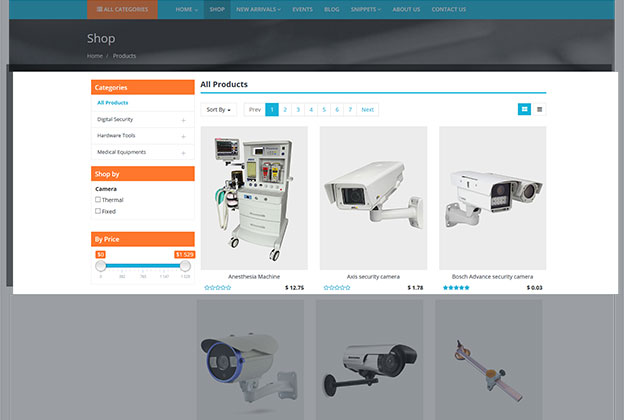 ALL CATEGORIES
HOME
SHOP
NEW ARRIVALS
EVENTS
BLOG
SNIPPETS
ABOUT US
CONTACT US
Shop
Home / Products
Categories
All Products
Digital Security +
Hardware Tools +
Medical Equipments +
Shop by
Camera
Thermal
Fixed
By Price
$0 $1 529
0 1 529
All Products
Sort By
Prev 1 2 3 4 5 6 7 Next
Anesthesia Machine
$ 12.75
Axis security camera
$ 1.78
Bosch Advance security camera
$ 0.03